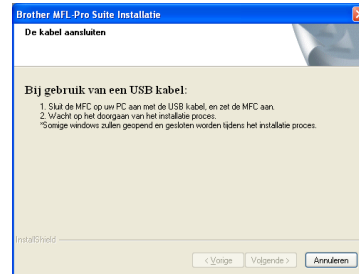 Brother MFL-Pro Suite Installatie
De kabel aansluiten
Bij gebruik van een USB kabel:
1. Sluit de MFC op uw PC aan met de USB kabel, en zet de MFC aan.
2. Wacht op het doorgaan van het installatie proces.
*Somige windows zullen geopend en gesloten worden tijdens het installatie proces.
InstallShield
< Vorige
Volgende >
Annuleren